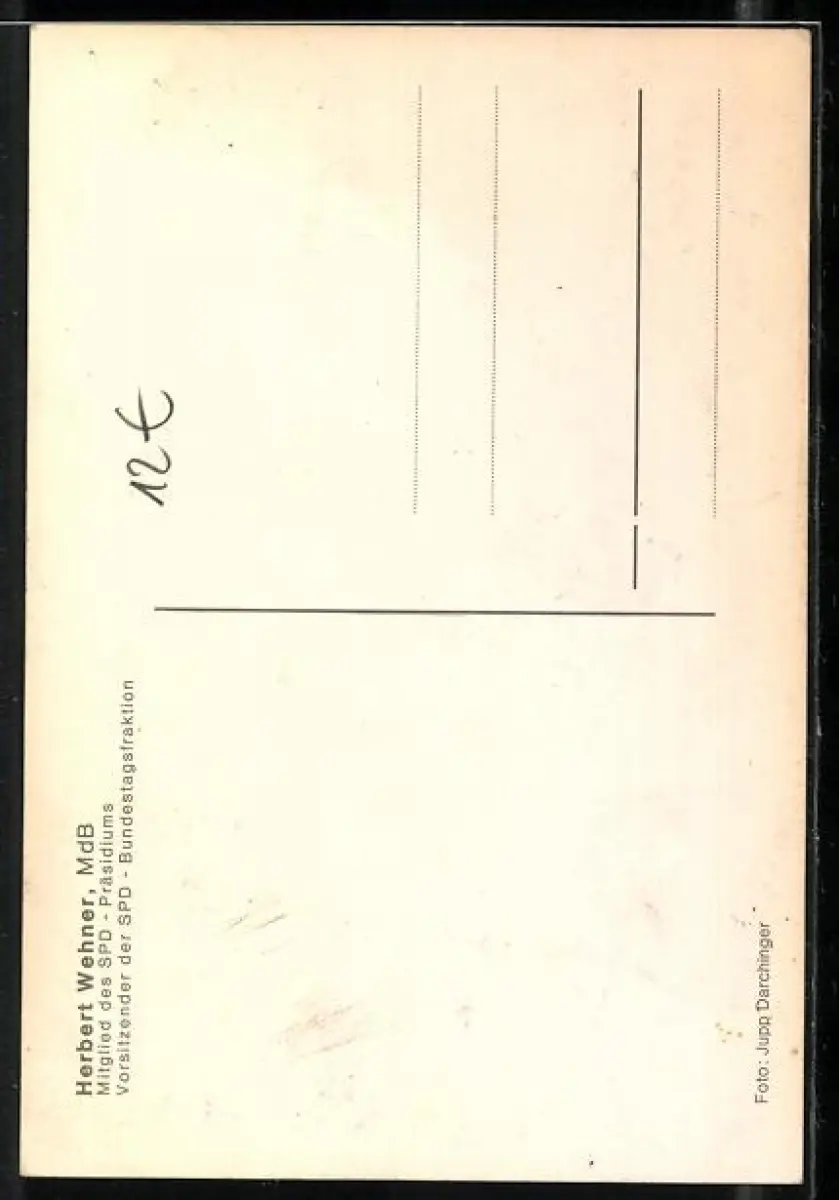 Herbert Wehner, MdB
Mitglied des SPD - Präsidiums
Vorsitzender der SPD - Bundestagsfraktion
12€
Foto: Jupp Darchinger